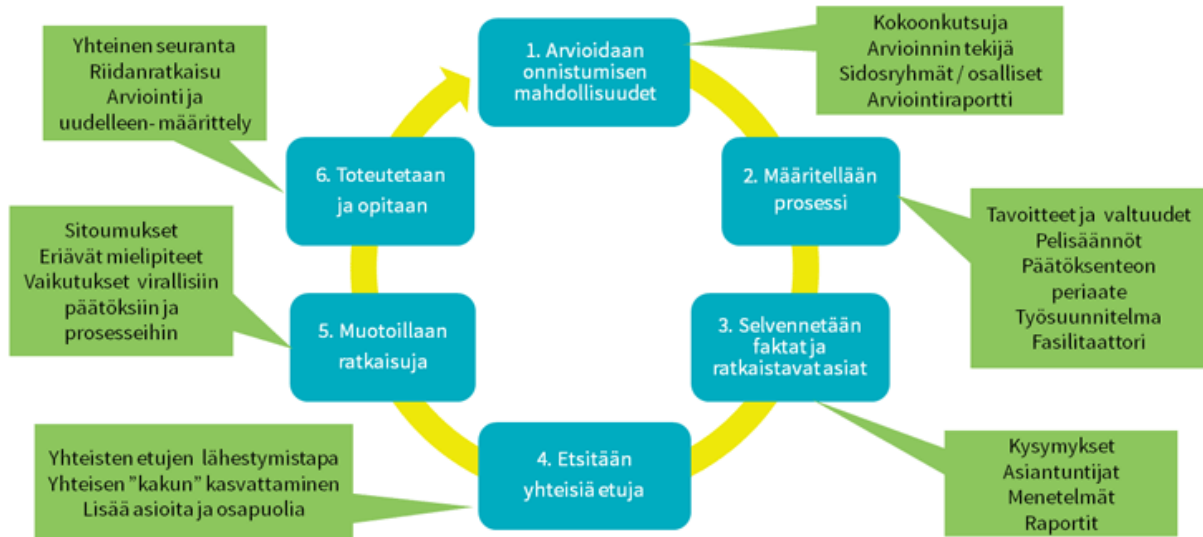 1. Arvioidaan
onnistumisen
mahdollisuudet
Kokoonkutsuja
Arvioinnin tekijä
Sidosryhmät / osalliset
Arviointiraportti
2. Määritellään
prosessi
Tavoitteet ja valtuudet
Pelisäännöt
Päätöksenteon
periaate
Työsuunnitelma
Fasilitaattori
3. Selvennetään
faktat ja
ratkaistavat asiat
Kysymykset
Asiantuntijat
Menetelmät
Raportit
4. Etsitään
yhteisiä etuja
Yhteisten etujen lähestymistapa
Yhteisen ”kakun” kasvattaminen
Lisää asioita ja osapuolia
5. Muotoillaan
ratkaisuja
Sitoumukset
Eriävät mielipiteet
Vaikutukset virallisiin
päätöksiin ja
prosesseihin
6. Toteutetaan
ja opitaan
Yhteinen seuranta
Riidanratkaisu
Arviointi ja
uudelleen- määrittely